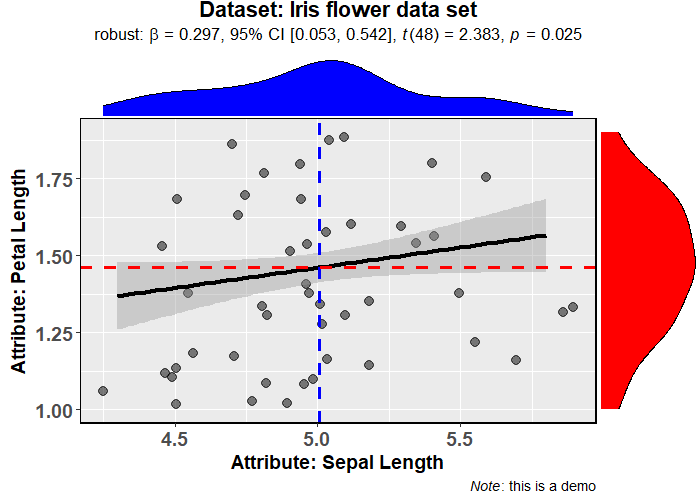 Dataset: Iris flower data set
robust: β = 0.297, 95% CI [0.053, 0.542], t(48) = 2.383, p = 0.025
1.75
1.50
1.25
1.00
Attribute: Petal Length
4.5 5.0 5.5
Attribute: Sepal Length
Note: this is a demo